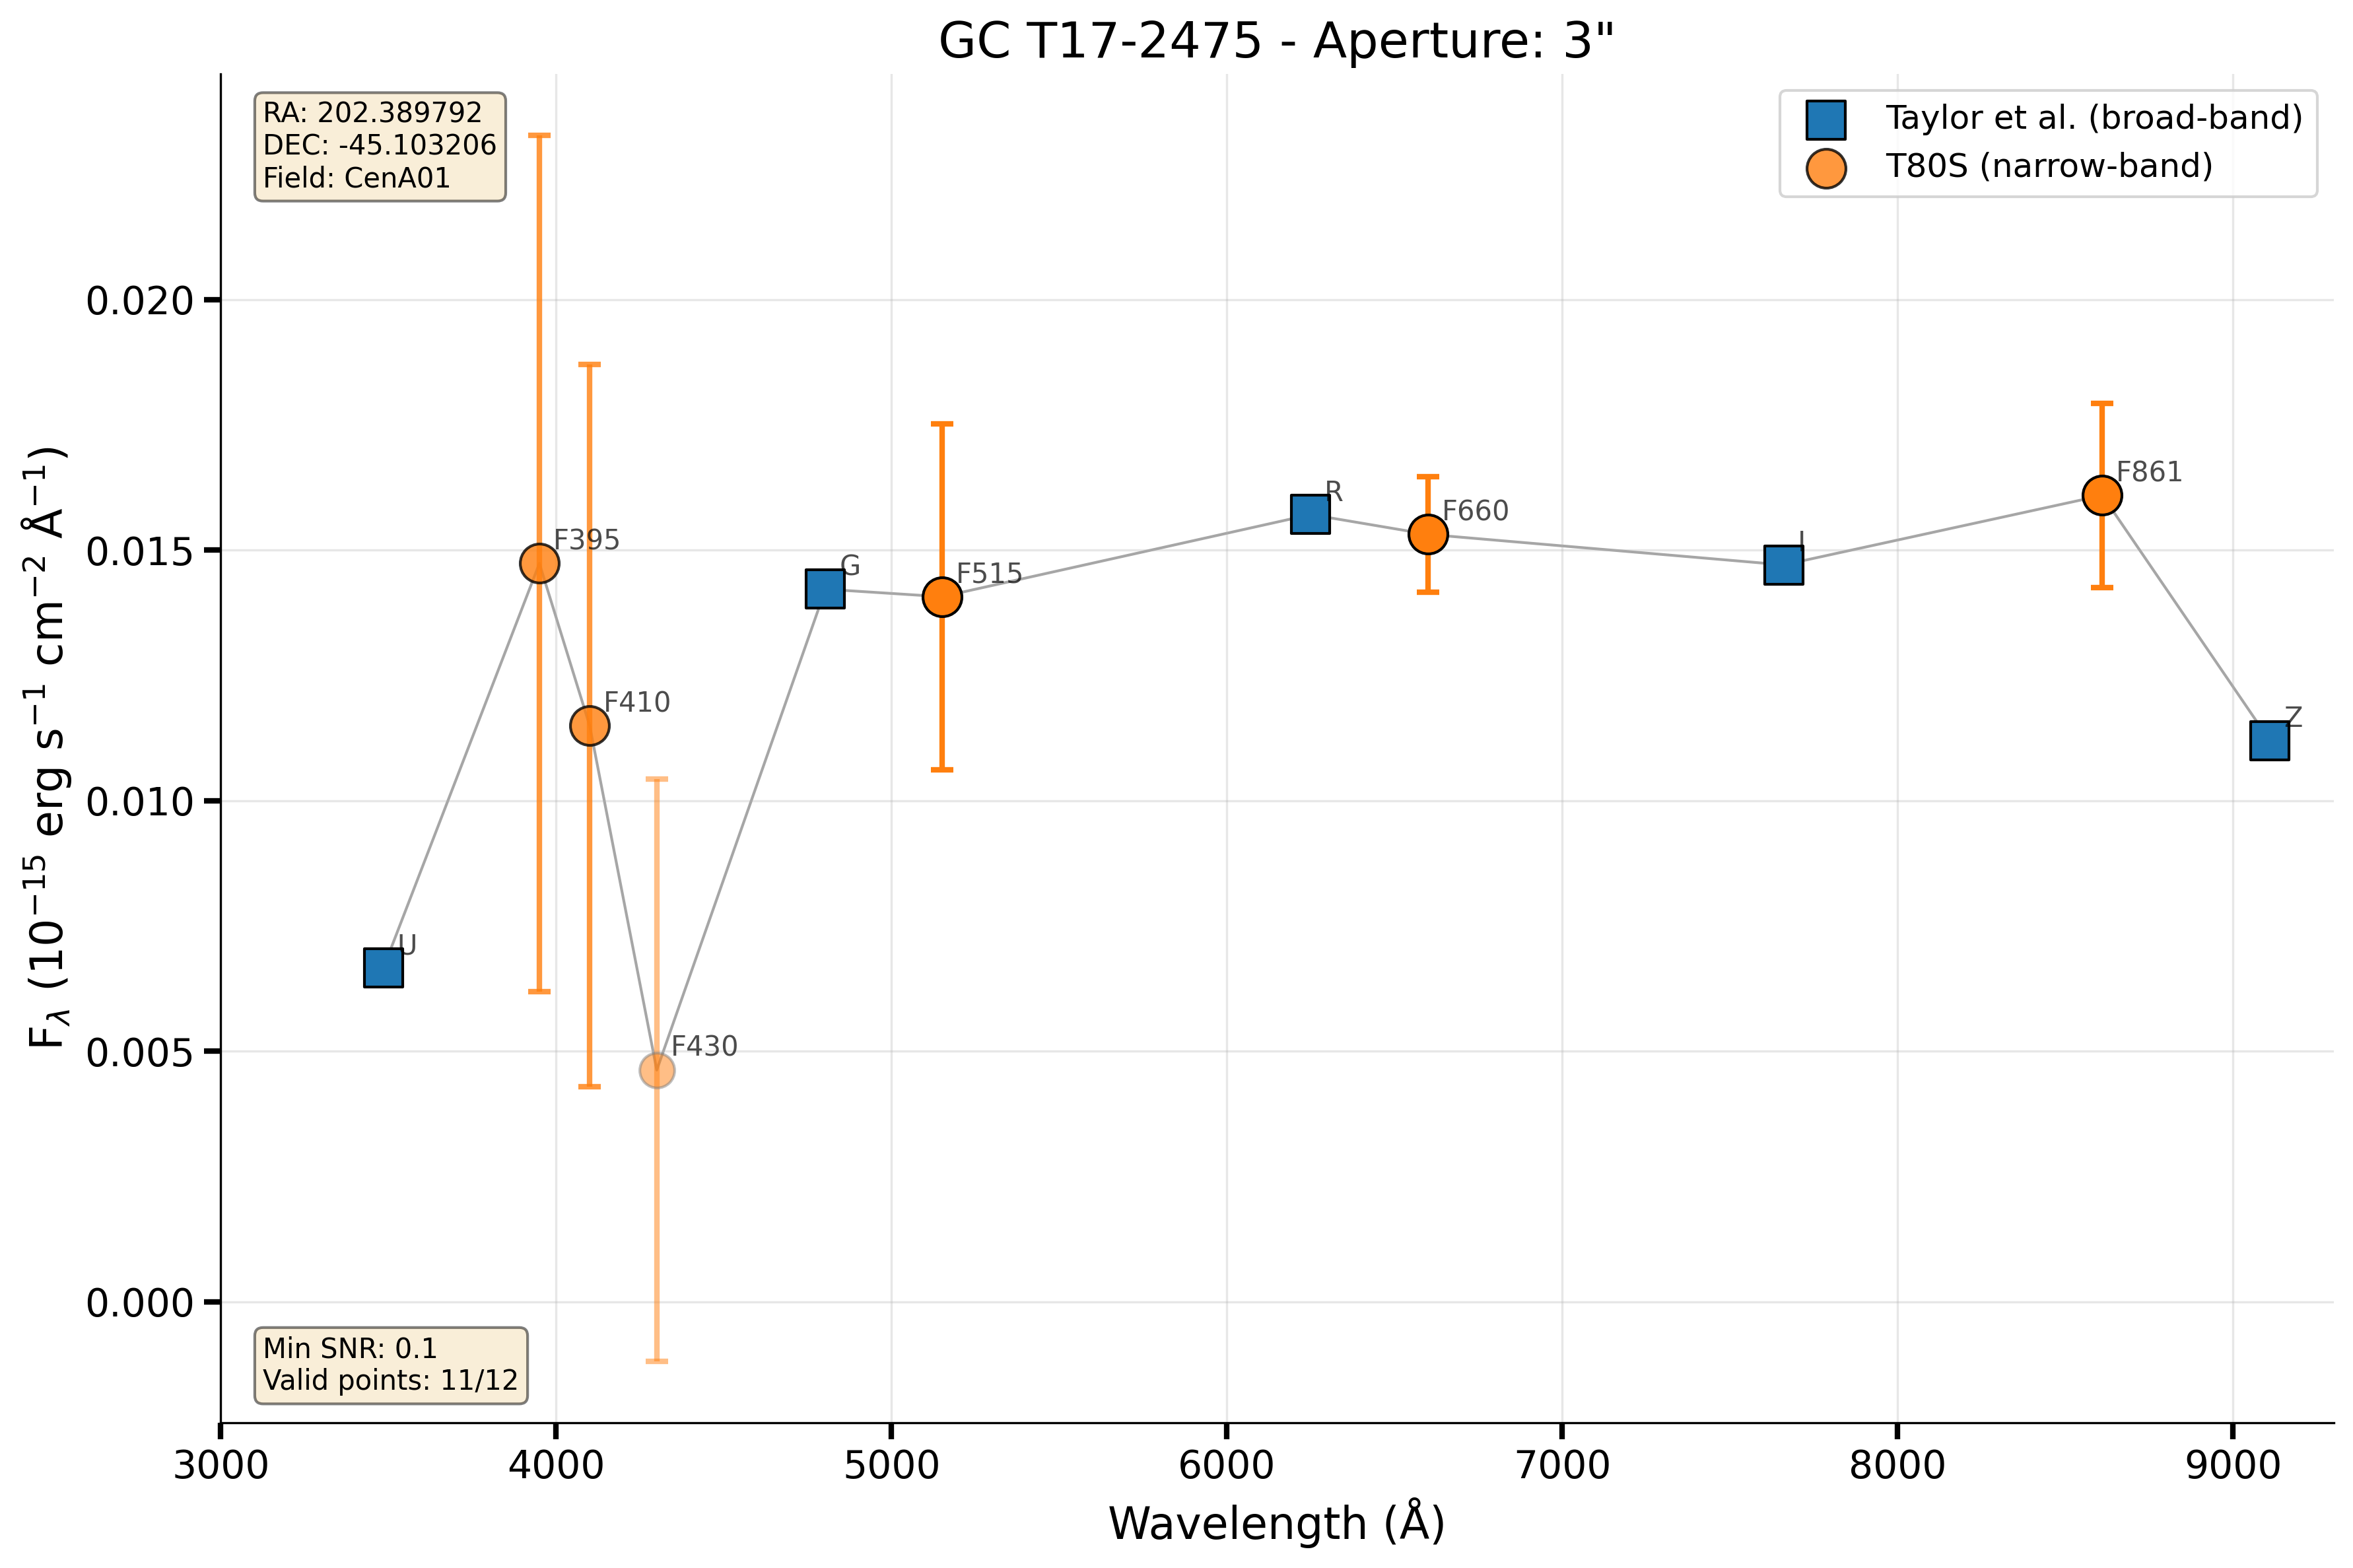 GC T17-2475 - Aperture: 3"
RA: 202.389792
DEC: -45.103206
Field: CenA01
Taylor et al. (broad-band)
T80S (narrow-band)
F395
F410
F430
U
G
F515
R
F660
I
F861
Z
0.020
0.015
0.010
0.005
0.000
F_λ (10⁻¹⁵ erg s⁻¹ cm⁻² Å⁻¹)
Min SNR: 0.1
Valid points: 11/12
3000 4000 5000 6000 7000 8000 9000
Wavelength (Å)